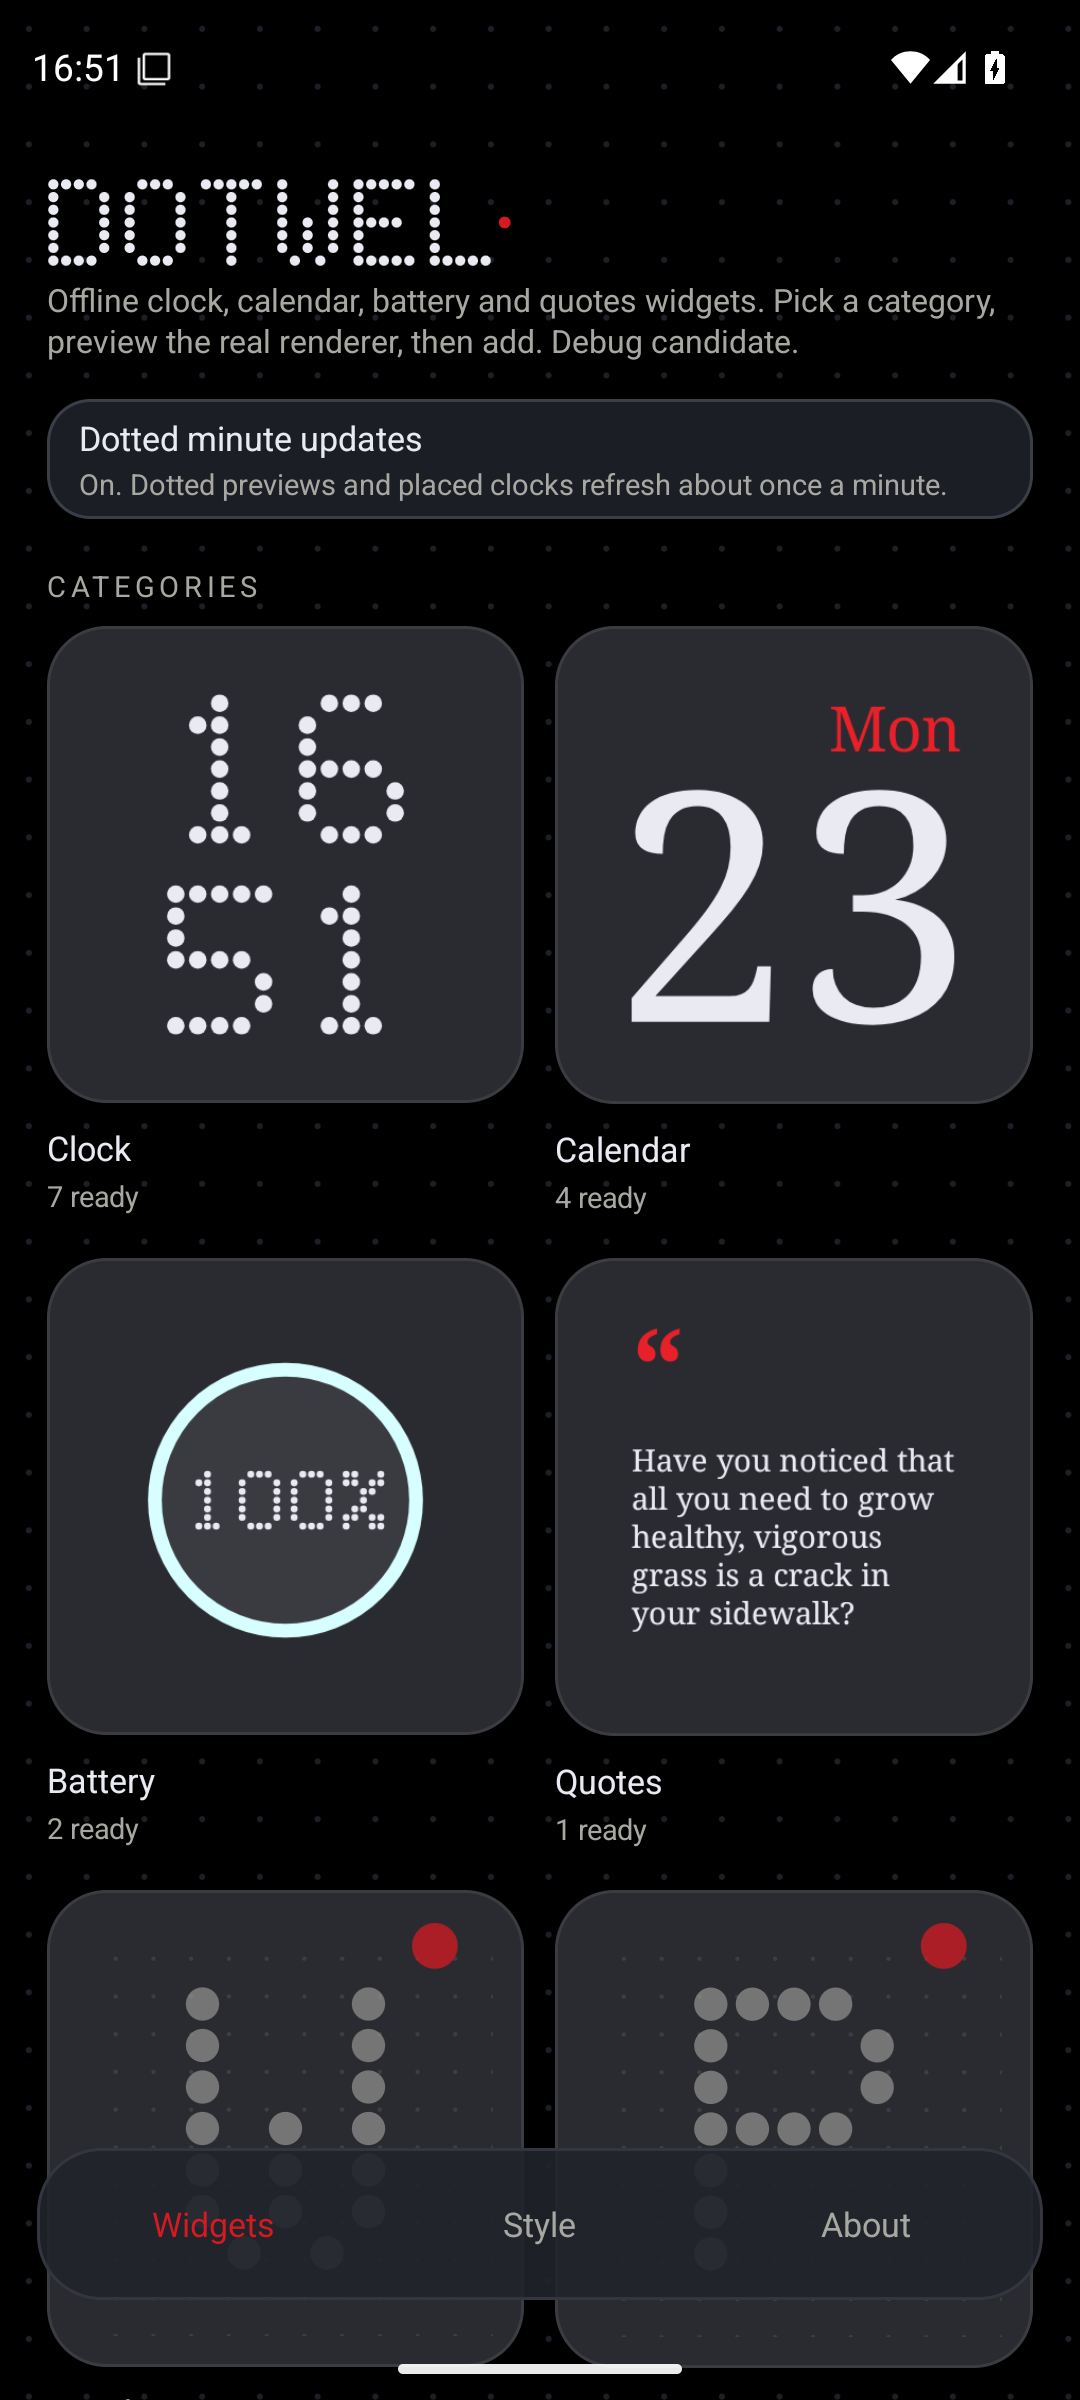 16:51
DOTWEL
Offline clock, calendar, battery and quotes widgets. Pick a category,
preview the real renderer, then add. Debug candidate.
Dotted minute updates
On. Dotted previews and placed clocks refresh about once a minute.
CATEGORIES
16
51
Mon
23
Clock
7 ready
Calendar
4 ready
100%
“
Have you noticed that
all you need to grow
healthy, vigorous
grass is a crack in
your sidewalk?
Battery
2 ready
Quotes
1 ready
W
P
Widgets
Style
About